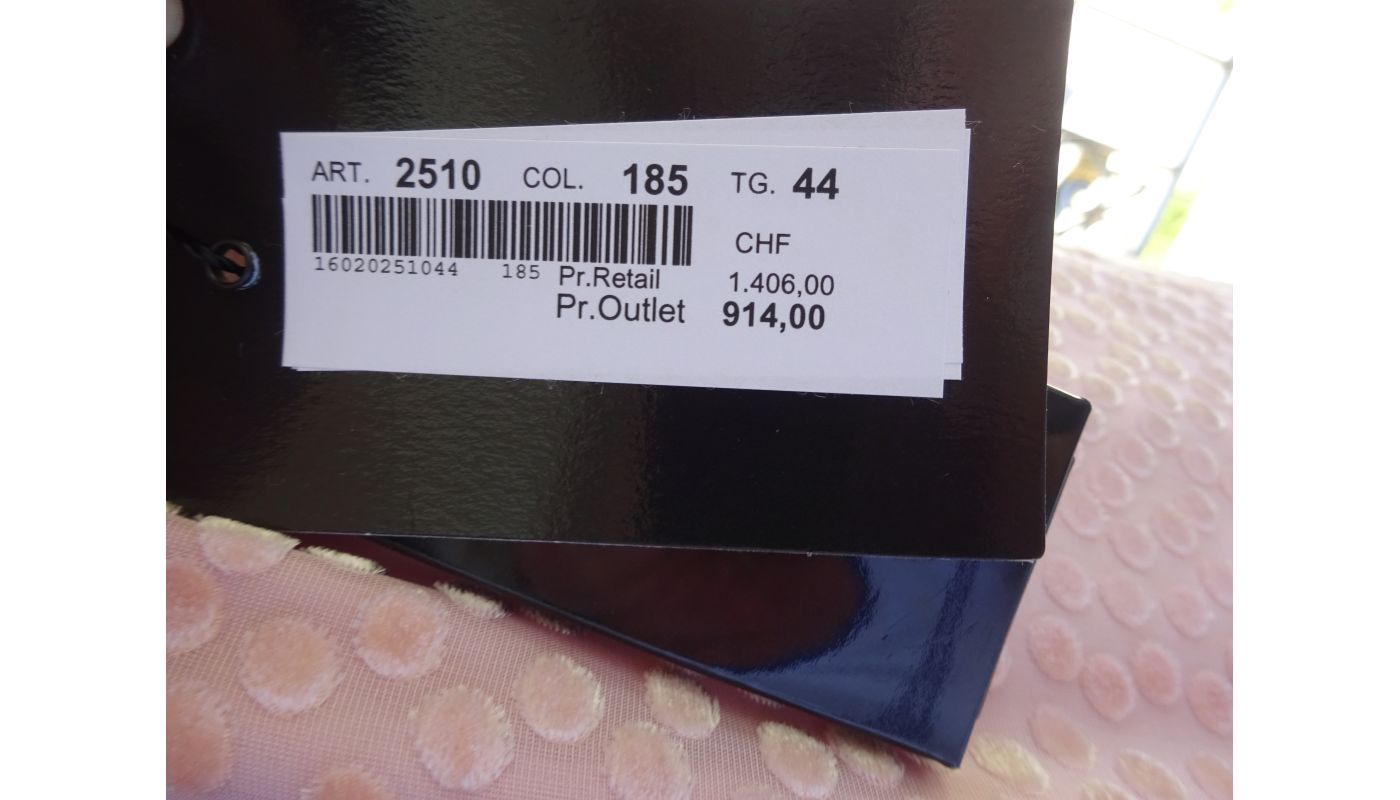 ART. 2510 COL. 185 TG. 44
CHF
16020251044 185 Pr.Retail 1.406,00
Pr.Outlet 914,00